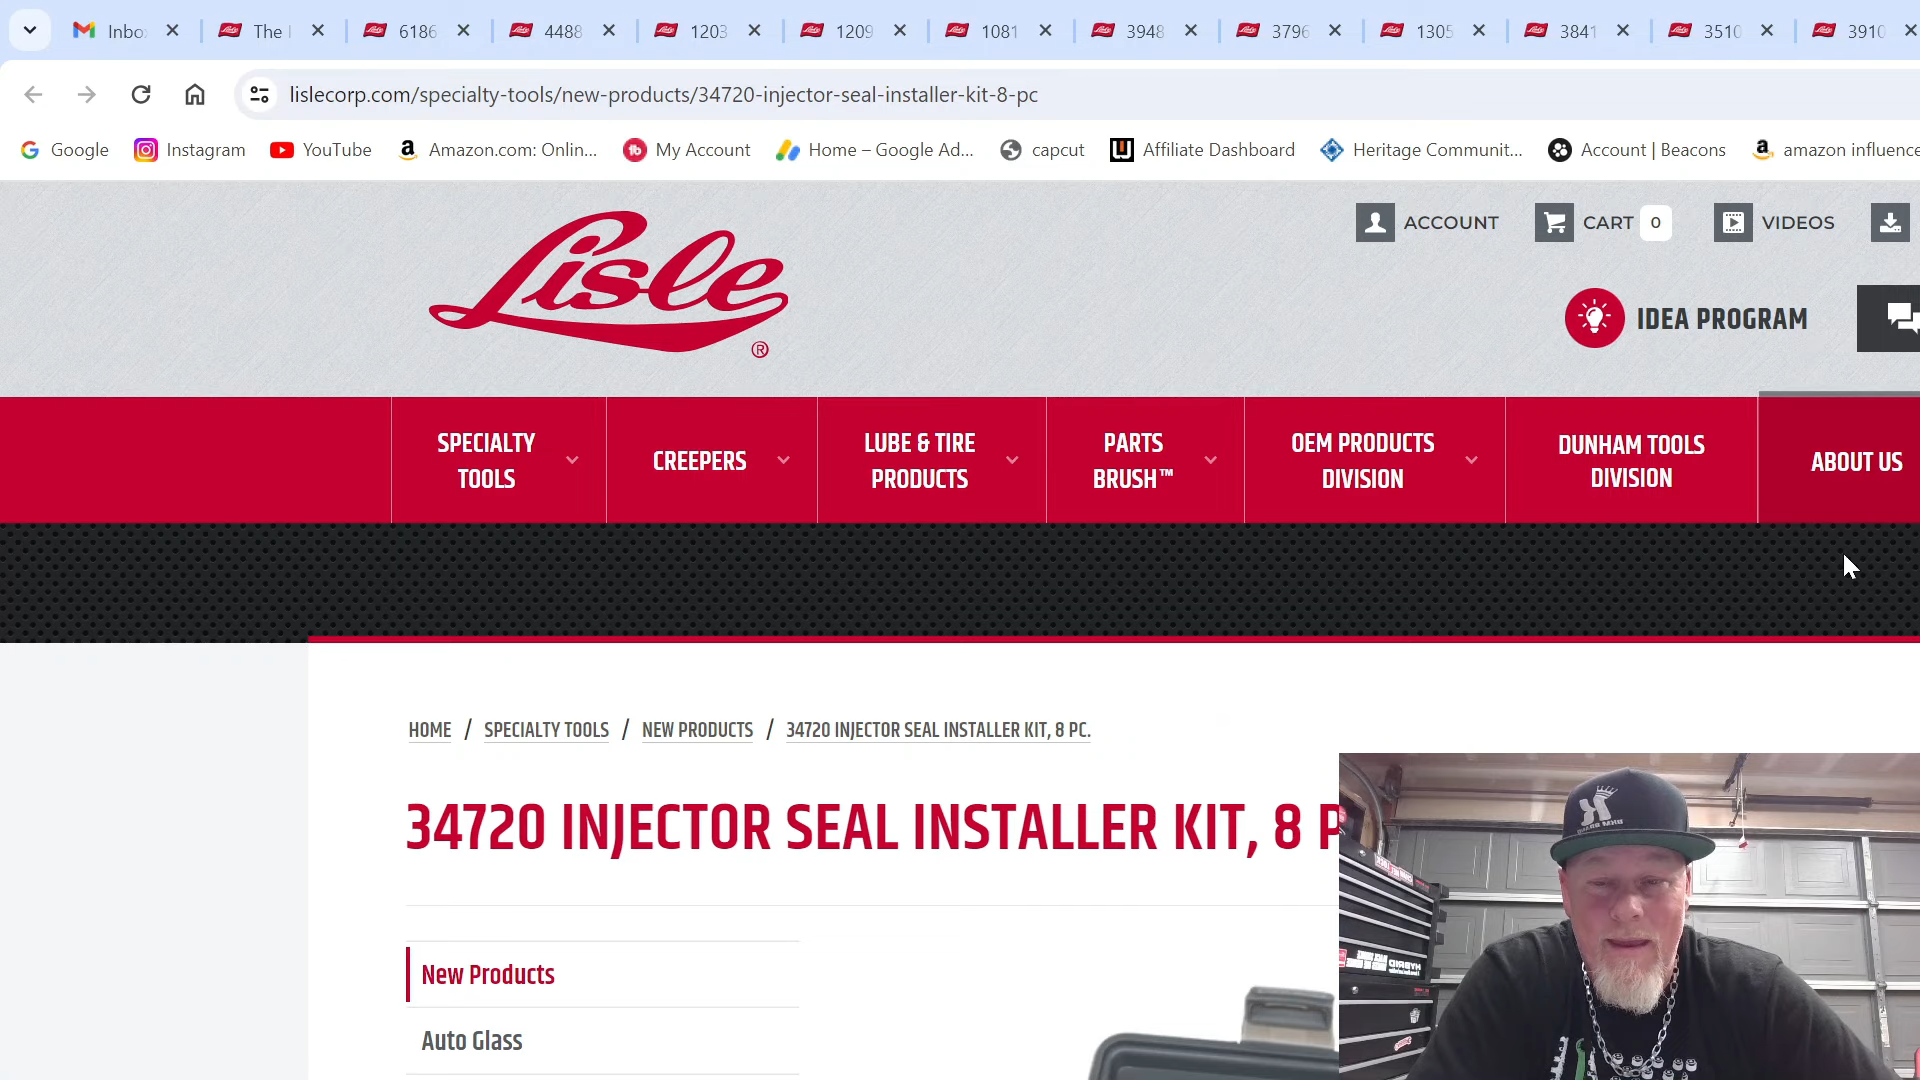 Inbo
The
6186
4488
1203
1209
1081
3948
3796
1305
3841
3510
3910
lislecorp.com/specialty-tools/new-products/34720-injector-seal-installer-kit-8-pc
Google
Instagram
YouTube
Amazon.com: Onlin...
My Account
Home – Google Ad...
capcut
Affiliate Dashboard
Heritage Communit...
Account | Beacons
amazon influence
Lisle®
ACCOUNT
CART 0
VIDEOS
IDEA PROGRAM
SPECIALTY
TOOLS
CREEPERS
LUBE & TIRE
PRODUCTS
PARTS
BRUSH™
OEM PRODUCTS
DIVISION
DUNHAM TOOLS
DIVISION
ABOUT US
HOME / SPECIALTY TOOLS / NEW PRODUCTS / 34720 INJECTOR SEAL INSTALLER KIT, 8 PC.
34720 INJECTOR SEAL INSTALLER KIT, 8 P
New Products
Auto Glass